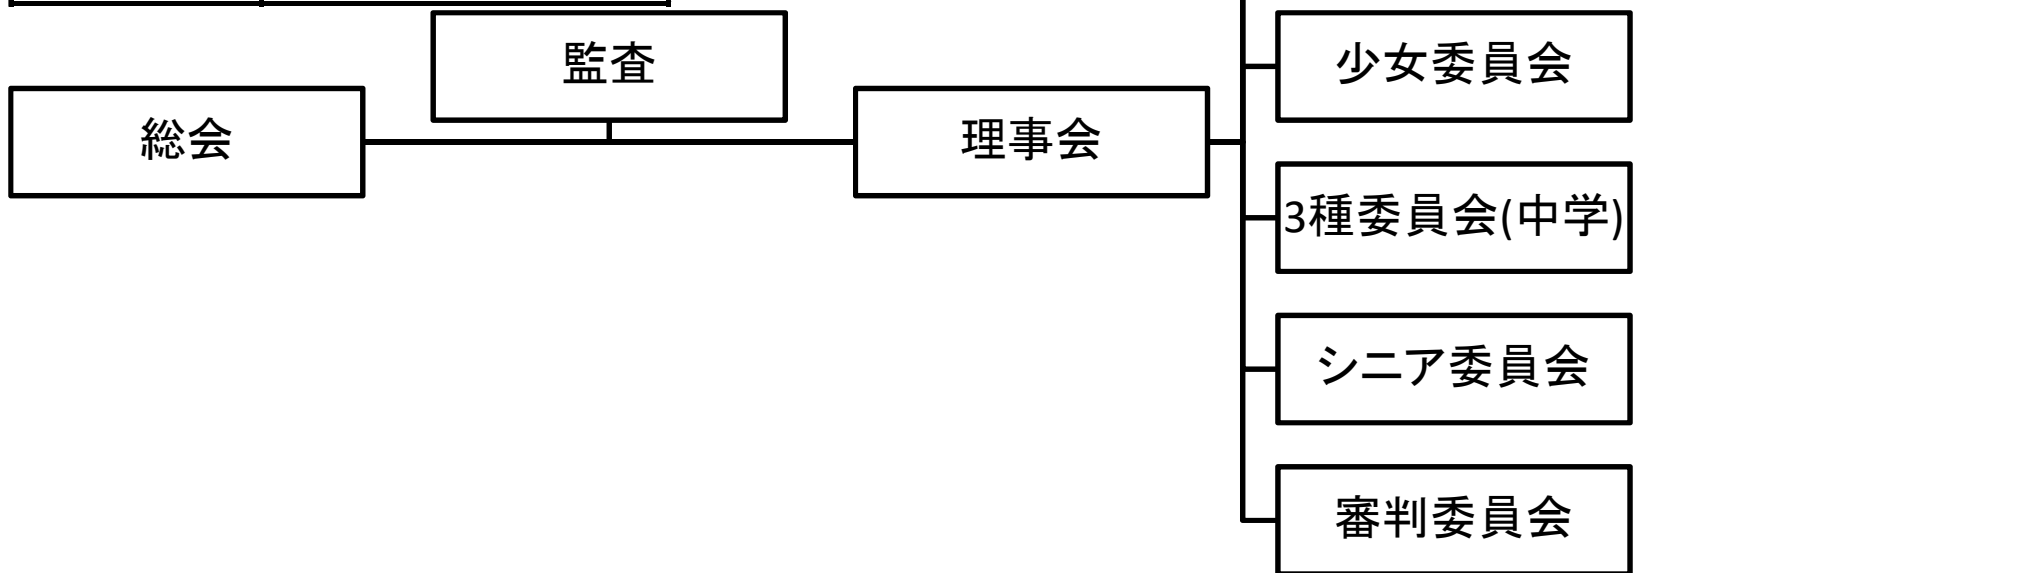 監査
総会
理事会
少女委員会
3種委員会(中学)
シニア委員会
審判委員会